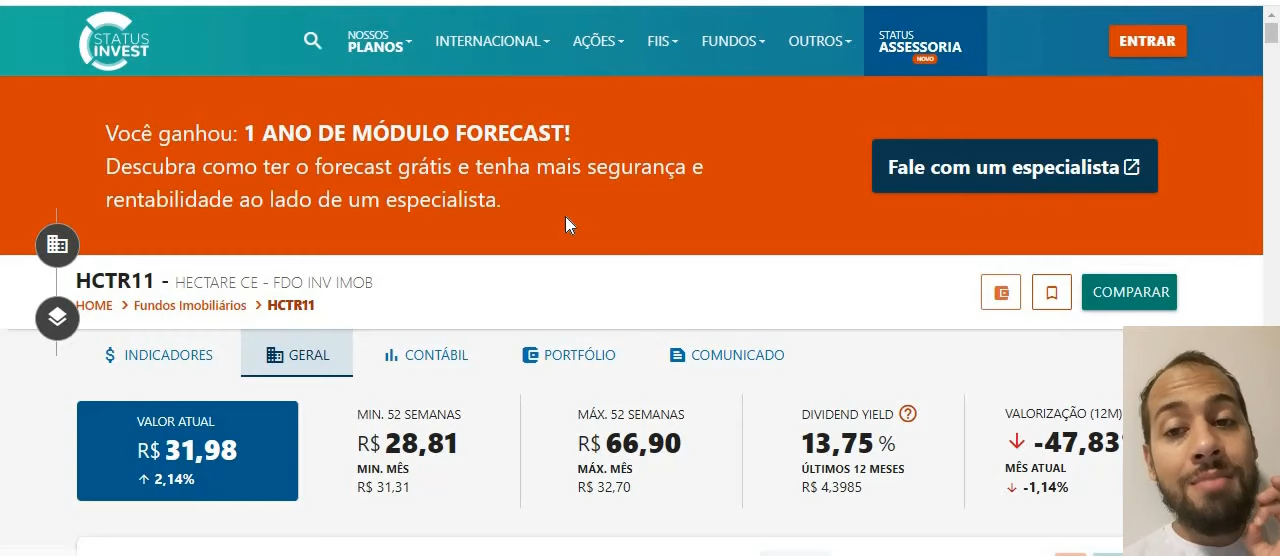 STATUS
INVEST
NOSSOS
PLANOS
INTERNACIONAL
AÇÕES
FIIS
FUNDOS
OUTROS
STATUS
ASSESSORIA
NOVO
ENTRAR
Você ganhou: 1 ANO DE MÓDULO FORECAST!
Descubra como ter o forecast grátis e tenha mais segurança e
rentabilidade ao lado de um especialista.
Fale com um especialista
HCTR11 - HECTARE CE - FDO INV IMOB
HOME > Fundos Imobiliários > HCTR11
COMPARAR
INDICADORES
GERAL
CONTÁBIL
PORTFÓLIO
COMUNICADO
VALOR ATUAL
R$ 31,98
↑ 2,14%
MIN. 52 SEMANAS
R$ 28,81
MIN. MÊS
R$ 31,31
MÁX. 52 SEMANAS
R$ 66,90
MÁX. MÊS
R$ 32,70
DIVIDEND YIELD ?
13,75 %
ÚLTIMOS 12 MESES
R$ 4,3985
VALORIZAÇÃO (12M)
↓ -47,83
MÊS ATUAL
↓ -1,14%